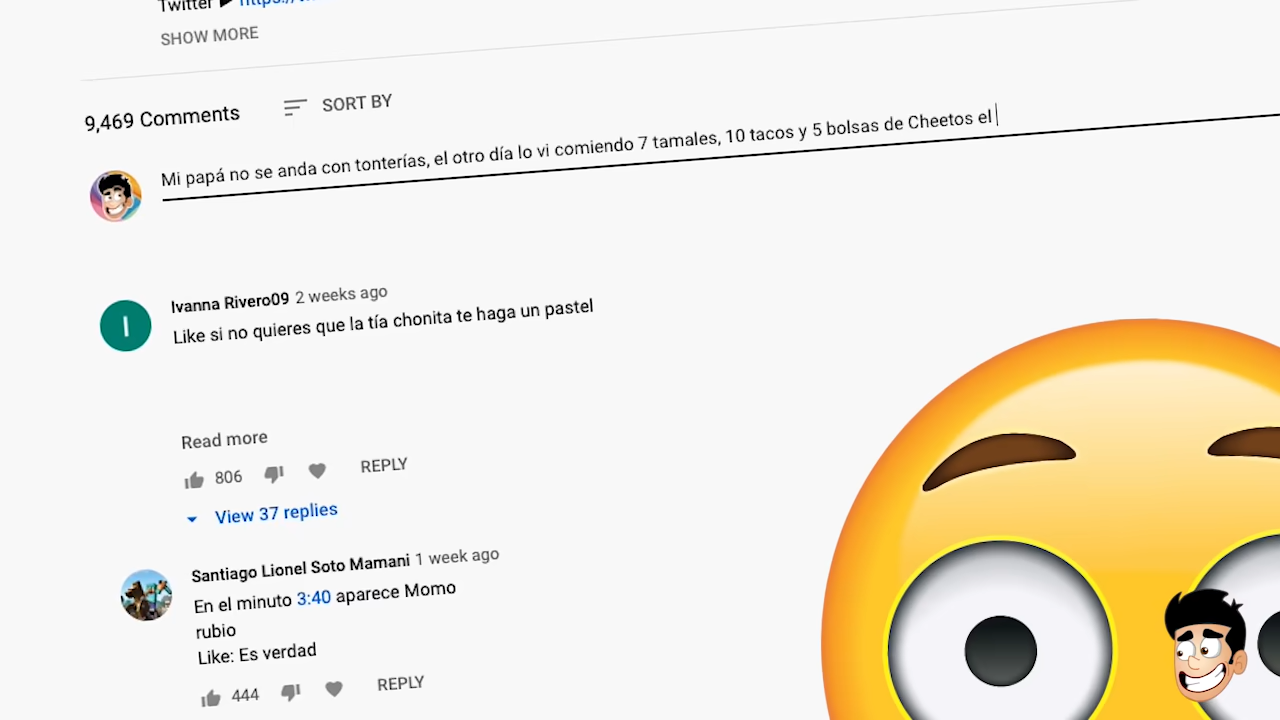 Twitter ▶
SHOW MORE
9,469 Comments
SORT BY
Mi papá no se anda con tonterías, el otro día lo vi comiendo 7 tamales, 10 tacos y 5 bolsas de Cheetos el
I
Ivanna Rivero09 2 weeks ago
Like si no quieres que la tía chonita te haga un pastel
Read more
806
REPLY
View 37 replies
Santiago Lionel Soto Mamani 1 week ago
En el minuto 3:40 aparece Momo
rubio
Like: Es verdad
444
REPLY